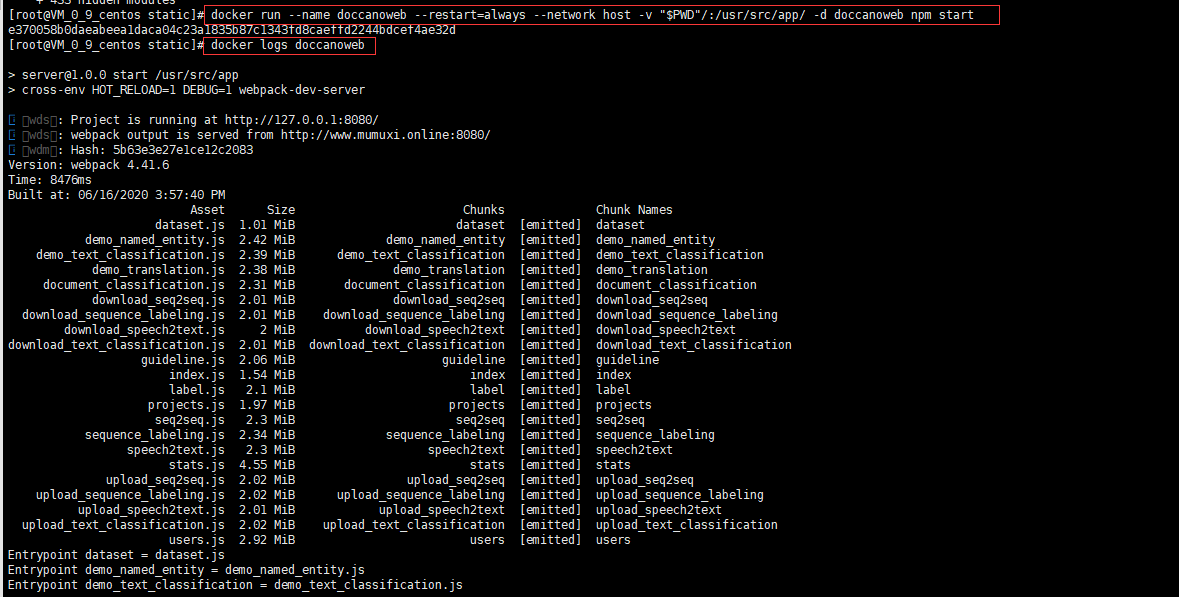 + 433 hidden modules
[root@VM_0_9_centos static]# docker run --name doccanoweb --restart=always --network host -v "$PWD"/:/usr/src/app/ -d doccanoweb npm start
e370058b0daeabeea1daca04c23a1835b87c1343fd8caeffd2244bdcef4ae32d
[root@VM_0_9_centos static]# docker logs doccanoweb
> server@1.0.0 start /usr/src/app
> cross-env HOT_RELOAD=1 DEBUG=1 webpack-dev-server
「wds」: Project is running at http://127.0.0.1:8080/
「wds」: webpack output is served from http://www.mumuxi.online:8080/
「wdm」: Hash: 5b63e3e27e1ce12c2083
Version: webpack 4.41.6
Time: 8476ms
Built at: 06/16/2020 3:57:40 PM
Asset Size Chunks Chunk Names
dataset.js 1.01 MiB dataset [emitted] dataset
demo_named_entity.js 2.42 MiB demo_named_entity [emitted] demo_named_entity
demo_text_classification.js 2.39 MiB demo_text_classification [emitted] demo_text_classification
demo_translation.js 2.38 MiB demo_translation [emitted] demo_translation
document_classification.js 2.31 MiB document_classification [emitted] document_classification
download_seq2seq.js 2.01 MiB download_seq2seq [emitted] download_seq2seq
download_sequence_labeling.js 2.01 MiB download_sequence_labeling [emitted] download_sequence_labeling
download_speech2text.js 2 MiB download_speech2text [emitted] download_speech2text
download_text_classification.js 2.01 MiB download_text_classification [emitted] download_text_classification
guideline.js 2.06 MiB guideline [emitted] guideline
index.js 1.54 MiB index [emitted] index
label.js 2.1 MiB label [emitted] label
projects.js 1.97 MiB projects [emitted] projects
seq2seq.js 2.3 MiB seq2seq [emitted] seq2seq
sequence_labeling.js 2.34 MiB sequence_labeling [emitted] sequence_labeling
speech2text.js 2.3 MiB speech2text [emitted] speech2text
stats.js 4.55 MiB stats [emitted] stats
upload_seq2seq.js 2.02 MiB upload_seq2seq [emitted] upload_seq2seq
upload_sequence_labeling.js 2.02 MiB upload_sequence_labeling [emitted] upload_sequence_labeling
upload_speech2text.js 2.01 MiB upload_speech2text [emitted] upload_speech2text
upload_text_classification.js 2.02 MiB upload_text_classification [emitted] upload_text_classification
users.js 2.92 MiB users [emitted] users
Entrypoint dataset = dataset.js
Entrypoint demo_named_entity = demo_named_entity.js
Entrypoint demo_text_classification = demo_text_classification.js